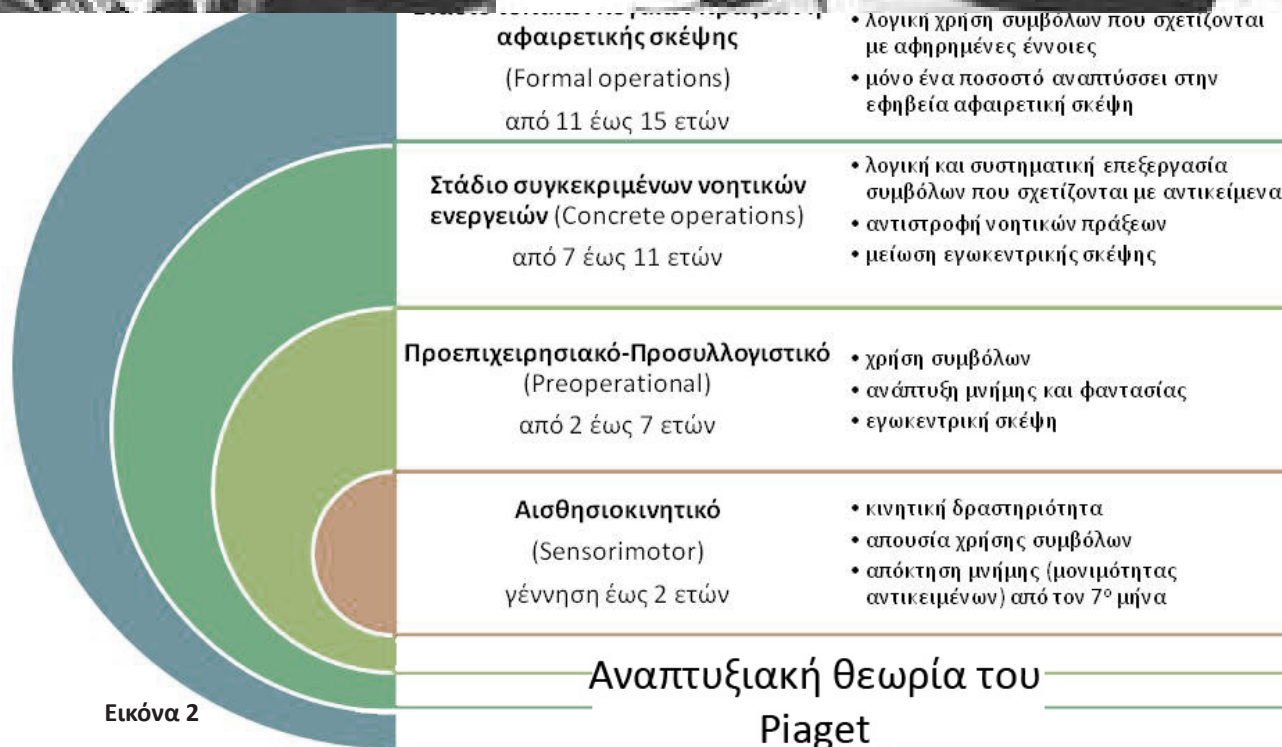 αφαιρετικής σκέψης
(Formal operations)
από 11 έως 15 ετών
• λογική χρήση συμβόλων που σχετίζονται
με αφηρημένες έννοιες
• μόνο ένα ποσοστό αναπτύσσει στην
εφηβεία αφαιρετική σκέψη
Στάδιο συγκεκριμένων νοητικών
ενεργειών (Concrete operations)
από 7 έως 11 ετών
• λογική και συστηματική επεξεργασία
συμβόλων που σχετίζονται με αντικείμενα
• αντιστροφή νοητικών πράξεων
• μείωση εγωκεντρικής σκέψης
Προεπιχειρησιακό-Προσυλλογιστικό
(Preoperational)
από 2 έως 7 ετών
• χρήση συμβόλων
• ανάπτυξη μνήμης και φαντασίας
• εγωκεντρική σκέψη
Αισθησιοκινητικό
(Sensorimotor)
γέννηση έως 2 ετών
• κινητική δραστηριότητα
• απουσία χρήσης συμβόλων
• απόκτηση μνήμης (μονιμότητας
αντικειμένων) από τον 7º μήνα
Αναπτυξιακή θεωρία του
Piaget
Εικόνα 2